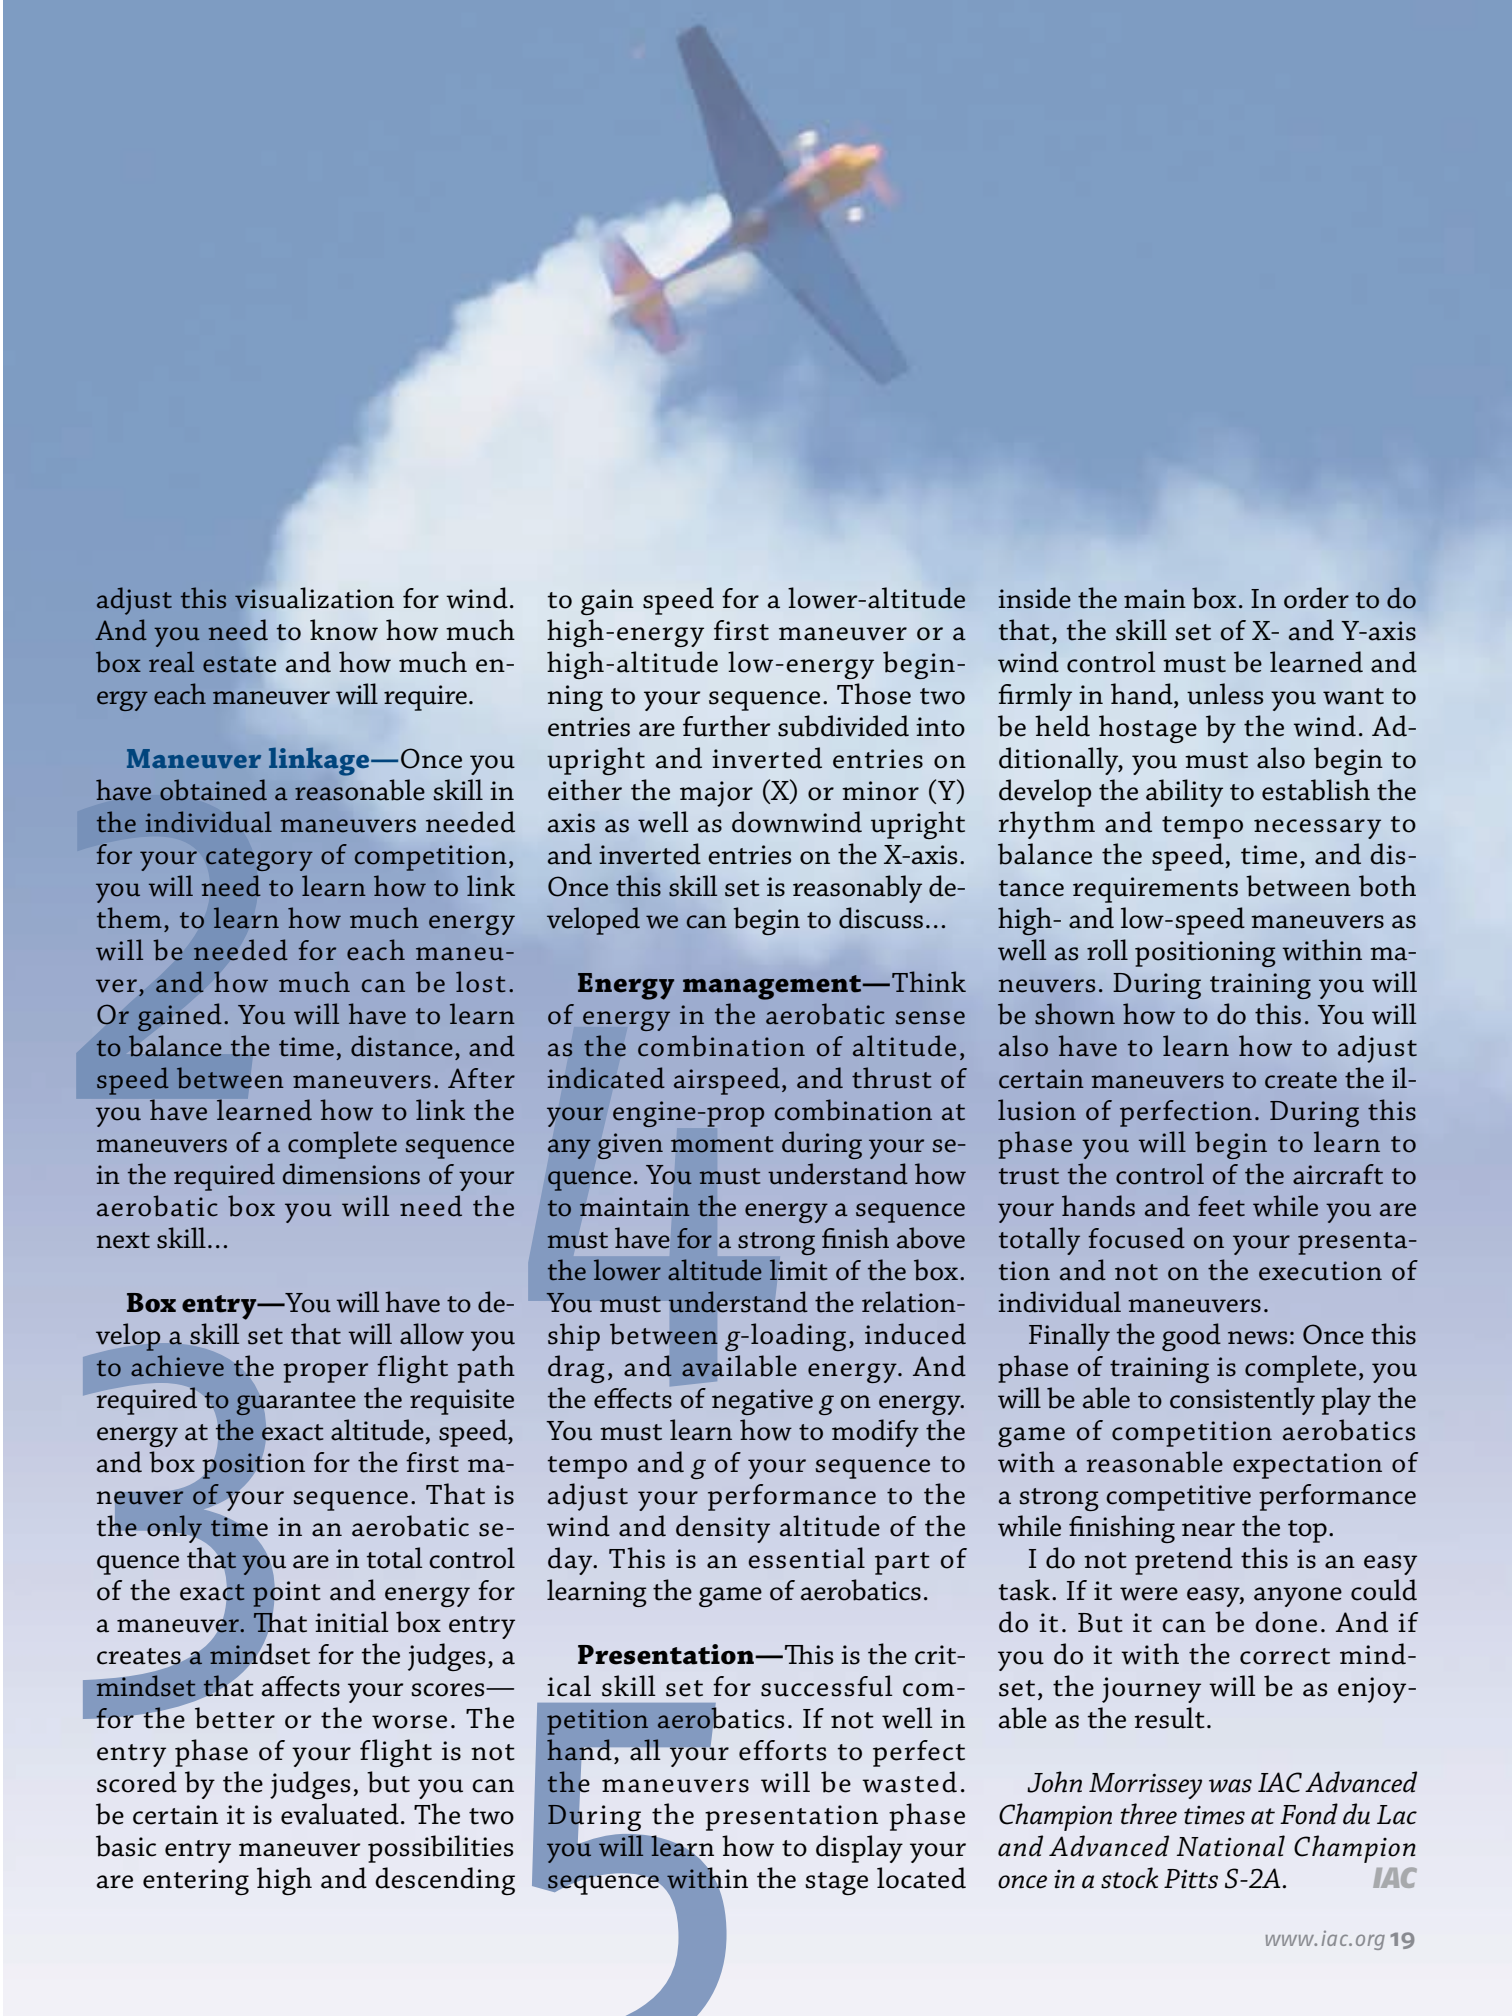 adjust this visualization for wind.
And you need to know how much
box real estate and how much en-
ergy each maneuver will require.
Maneuver linkage—Once you
have obtained a reasonable skill in
the individual maneuvers needed
for your category of competition,
you will need to learn how to link
them, to learn how much energy
will be needed for each maneu-
ver, and how much can be lost.
Or gained. You will have to learn
to balance the time, distance, and
speed between maneuvers. After
you have learned how to link the
maneuvers of a complete sequence
in the required dimensions of your
aerobatic box you will need the
next skill...
2
Box entry—You will have to de-
velop a skill set that will allow you
to achieve the proper flight path
required to guarantee the requisite
energy at the exact altitude, speed,
and box position for the first ma-
neuver of your sequence. That is
the only time in an aerobatic se-
quence that you are in total control
of the exact point and energy for
a maneuver. That initial box entry
creates a mindset for the judges, a
mindset that affects your scores—
for the better or the worse. The
entry phase of your flight is not
scored by the judges, but you can
be certain it is evaluated. The two
basic entry maneuver possibilities
are entering high and descending
3
to gain speed for a lower-altitude
high-energy first maneuver or a
high-altitude low-energy begin-
ning to your sequence. Those two
entries are further subdivided into
upright and inverted entries on
either the major (X) or minor (Y)
axis as well as downwind upright
and inverted entries on the X-axis.
Once this skill set is reasonably de-
veloped we can begin to discuss...
Energy management—Think
of energy in the aerobatic sense
as the combination of altitude,
indicated airspeed, and thrust of
your engine-prop combination at
any given moment during your se-
quence. You must understand how
to maintain the energy a sequence
must have for a strong finish above
the lower altitude limit of the box.
You must understand the relation-
ship between g-loading, induced
drag, and available energy. And
the effects of negative g on energy.
You must learn how to modify the
tempo and g of your sequence to
adjust your performance to the
wind and density altitude of the
day. This is an essential part of
learning the game of aerobatics.
4
Presentation—This is the crit-
ical skill set for successful com-
petition aerobatics. If not well in
hand, all your efforts to perfect
the maneuvers will be wasted.
During the presentation phase
you will learn how to display your
sequence within the stage located
5
inside the main box. In order to do
that, the skill set of X- and Y-axis
wind control must be learned and
firmly in hand, unless you want to
be held hostage by the wind. Ad-
ditionally, you must also begin to
develop the ability to establish the
rhythm and tempo necessary to
balance the speed, time, and dis-
tance requirements between both
high- and low-speed maneuvers as
well as roll positioning within ma-
neuvers. During training you will
be shown how to do this. You will
also have to learn how to adjust
certain maneuvers to create the il-
lusion of perfection. During this
phase you will begin to learn to
trust the control of the aircraft to
your hands and feet while you are
totally focused on your presenta-
tion and not on the execution of
individual maneuvers.
Finally the good news: Once this
phase of training is complete, you
will be able to consistently play the
game of competition aerobatics
with a reasonable expectation of
a strong competitive performance
while finishing near the top.
I do not pretend this is an easy
task. If it were easy, anyone could
do it. But it can be done. And if
you do it with the correct mind-
set, the journey will be as enjoy-
able as the result.
John Morrissey was IAC Advanced
Champion three times at Fond du Lac
and Advanced National Champion
once in a stock Pitts S-2A. IAC
www.iac.org 19